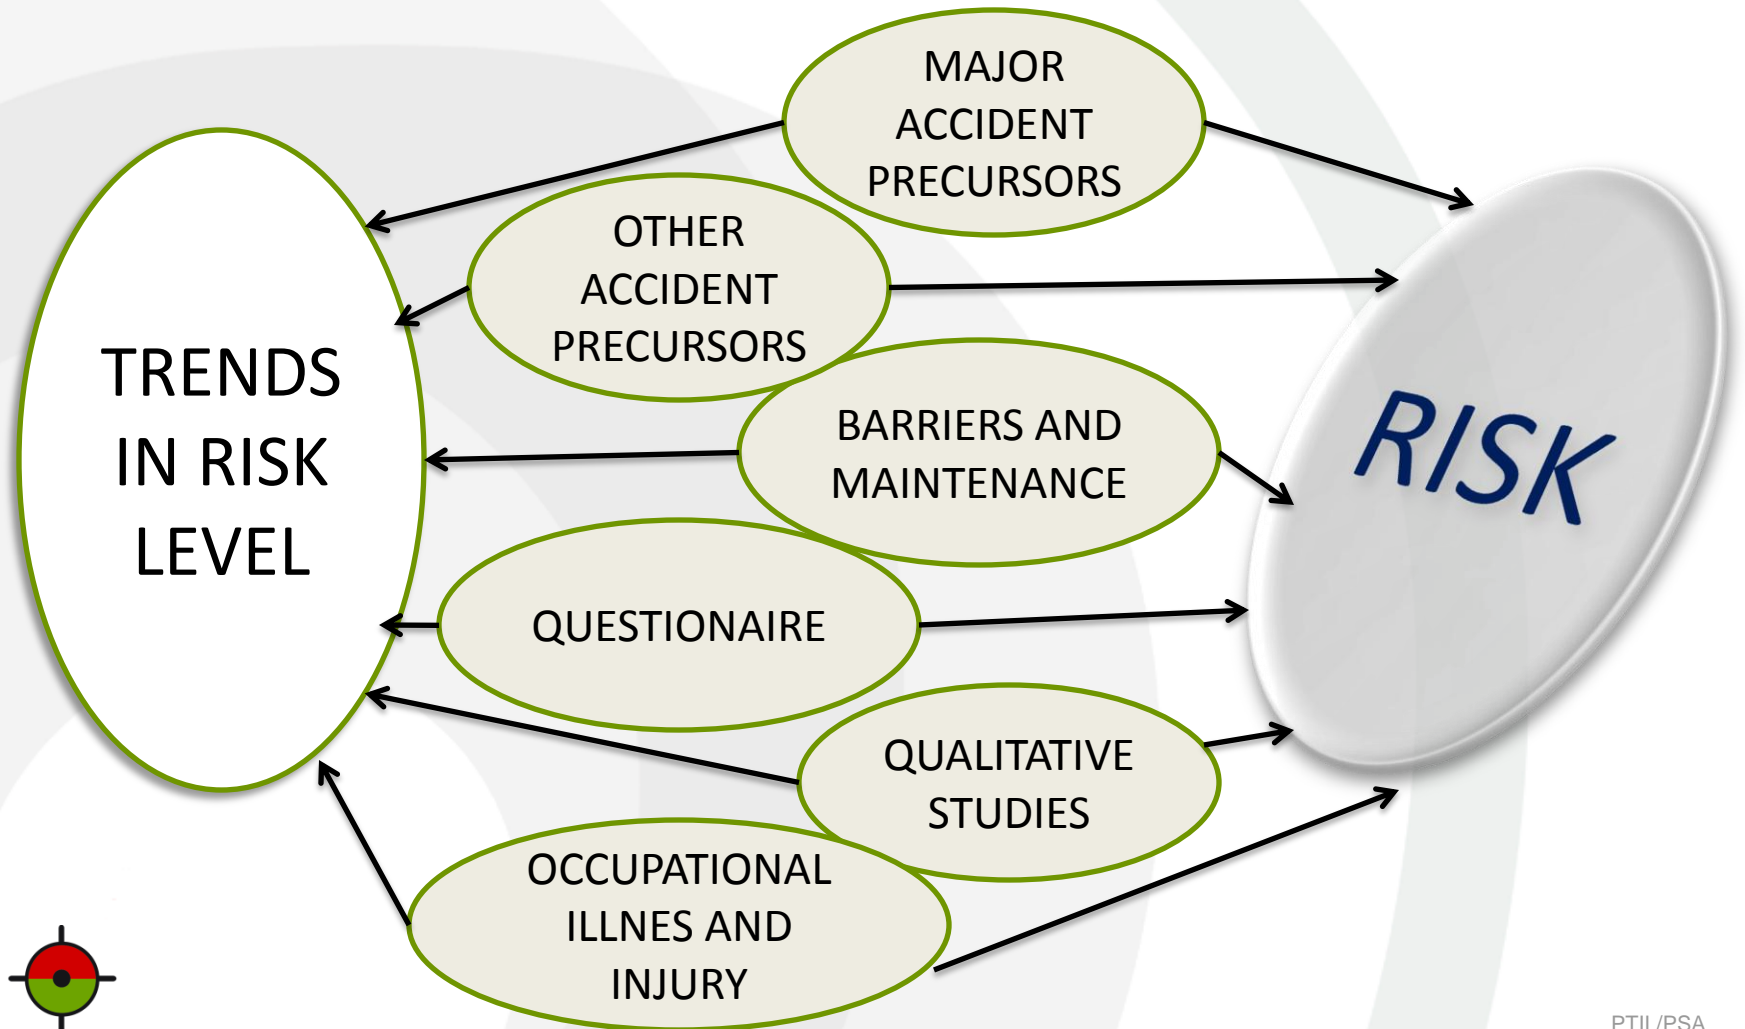 MAJOR
ACCIDENT
PRECURSORS
OTHER
ACCIDENT
PRECURSORS
TRENDS
IN RISK
LEVEL
BARRIERS AND
MAINTENANCE
RISK
QUESTIONAIRE
QUALITATIVE
STUDIES
OCCUPATIONAL
ILLNES AND
INJURY
PTIL/PSA